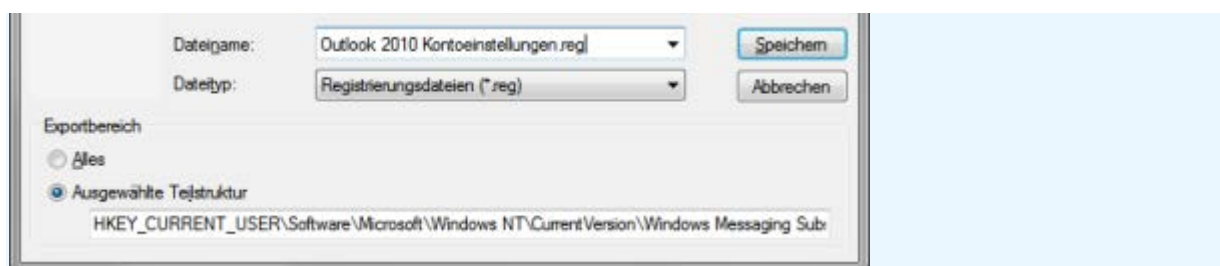 Dateiname: Outlook 2010 Kontoeinstellungen.reg Speichern
Dateityp: Registrierungsdateien (*.reg) Abbrechen
Exportbereich
Alles
Ausgewählte Teilstruktur
HKEY_CURRENT_USER\Software\Microsoft\Windows NT\CurrentVersion\Windows Messaging Subs